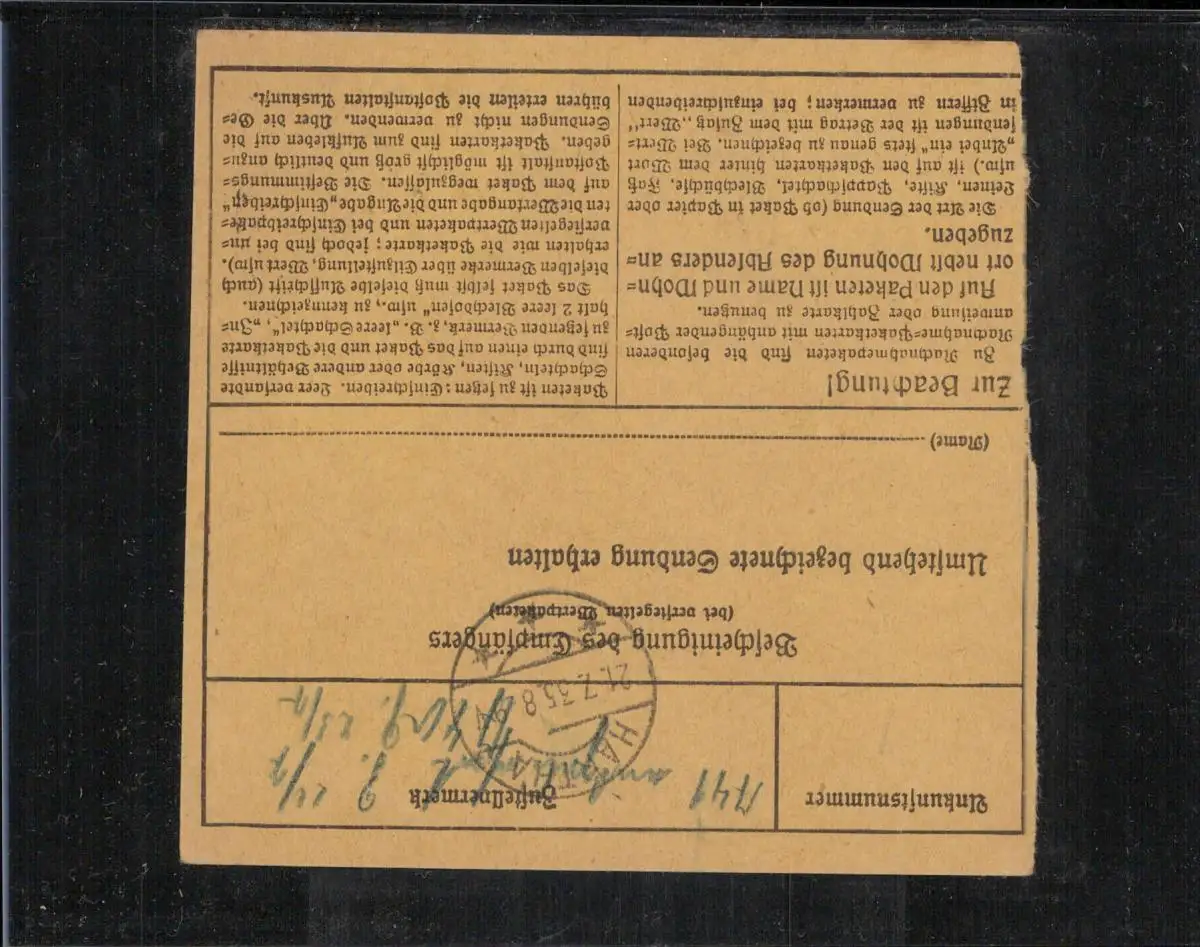 Ankunftsnummer
Zustellvermerk
21.7.35.8
Bescheinigung des Empfängers
(bei versiegelten Wertpaketen)
Umstehend bezeichnete Sendung erhalten
(Name)
Zur Beachtung!
Zu Nachnahmepaketen sind die besonderen
Nachnahme=Paketkarten mit anhängender Post=
anweisung oder Zahlkarte zu benutzen.
Auf den Paketen ist Name und Wohn=
ort nebst Wohnung des Absenders an=
zugeben.
Die Art der Sendung (ob Paket in Papier oder
Leinen, Kiste, Pappschachtel, Blechbüchse, Faß
usw.) ist auf den Paketkarten hinter dem Wort
„Anbei ein" stets genau zu bezeichnen. Bei Wert=
sendungen ist der Betrag mit dem Zusatz „Wert"
in Ziffern zu vermerken; bei einzuschreibenden
Paketen ist zu setzen: Einschreiben. Leer versandte
Schachteln, Kisten, Körbe oder andere Behältnisse
sind durch einen auf das Paket und die Paketkarte
zu setzenden Vermerk, z. B. „leere Schachtel", „In=
halt 2 leere Blechdosen" usw., zu kennzeichnen.
Das Paket selbst muß dieselbe Aufschrift (auch
dieselben Vermerke über Eilzustellung, Wert usw).
erhalten wie die Paketkarte; jedoch sind bei un=
versiegelten Wertpaketen und bei Einschreibpake=
ten die Wertangabe und die Angabe „Einschreiben"
auf dem Paket wegzulassen. Die Bestimmungs=
Postanstalt ist möglichst groß und deutlich anzu=
geben. Paketkarten sind zum Aufkleben auf die
Sendungen nicht zu verwenden. Über die Ge=
bühren erteilen die Postanstalten Auskunft.